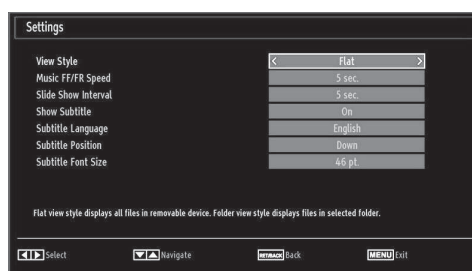 Settings
View Style < Flat >
Music FF/FR Speed 5 sec.
Slide Show Interval 5 sec.
Show Subtitle On
Subtitle Language English
Subtitle Position Down
Subtitle Font Size 46 pt.
Flat view style displays all files in removable device. Folder view style displays files in selected folder.
Select Navigate RET/BACK Back MENU Exit